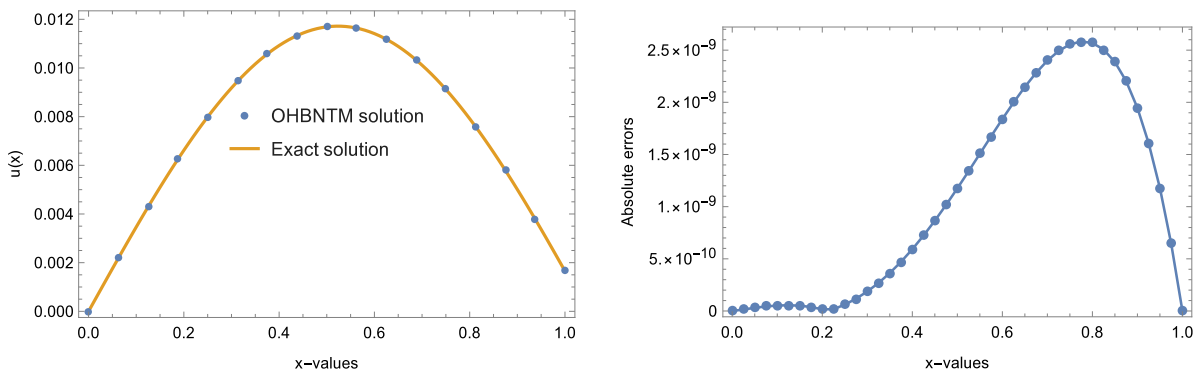 0.012
0.010
0.008
0.006
0.004
0.002
0.000
u(x)
OHBNTM solution
Exact solution
0.0 0.2 0.4 0.6 0.8 1.0
x−values
2.5×10⁻⁹
2.×10⁻⁹
1.5×10⁻⁹
1.×10⁻⁹
5.×10⁻¹⁰
0
Absolute errors
0.0 0.2 0.4 0.6 0.8 1.0
x−values